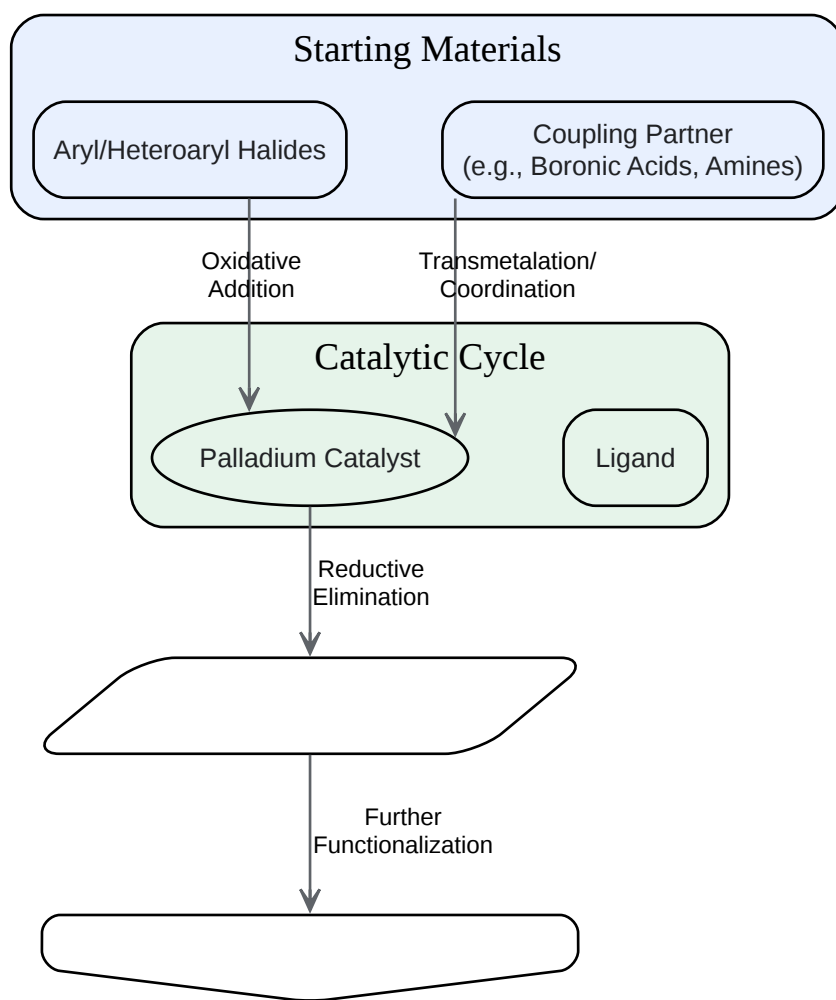 Starting Materials
Aryl/Heteroaryl Halides
Coupling Partner
(e.g., Boronic Acids, Amines)
Oxidative
Addition
Transmetalation/
Coordination
Catalytic Cycle
Palladium Catalyst
Ligand
Reductive
Elimination
Further
Functionalization